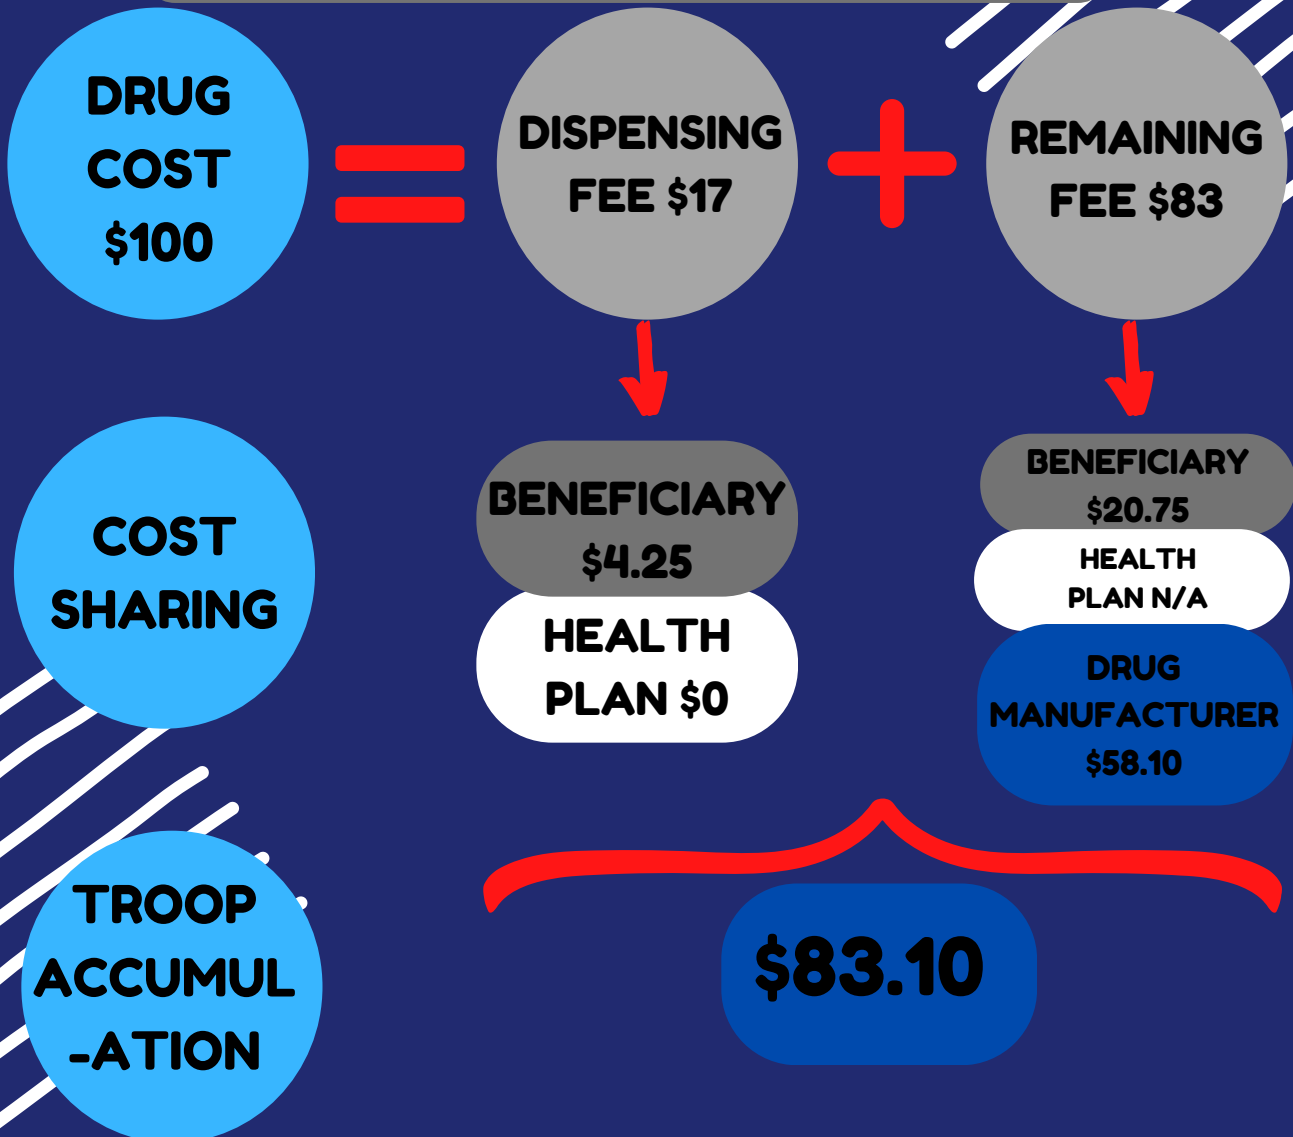 DRUG
COST
$100
DISPENSING
FEE $17
REMAINING
FEE $83
COST
SHARING
BENEFICIARY
$4.25
HEALTH
PLAN $0
BENEFICIARY
$20.75
HEALTH
PLAN N/A
DRUG
MANUFACTURER
$58.10
TROOP
ACCUMUL
-ATION
$83.10